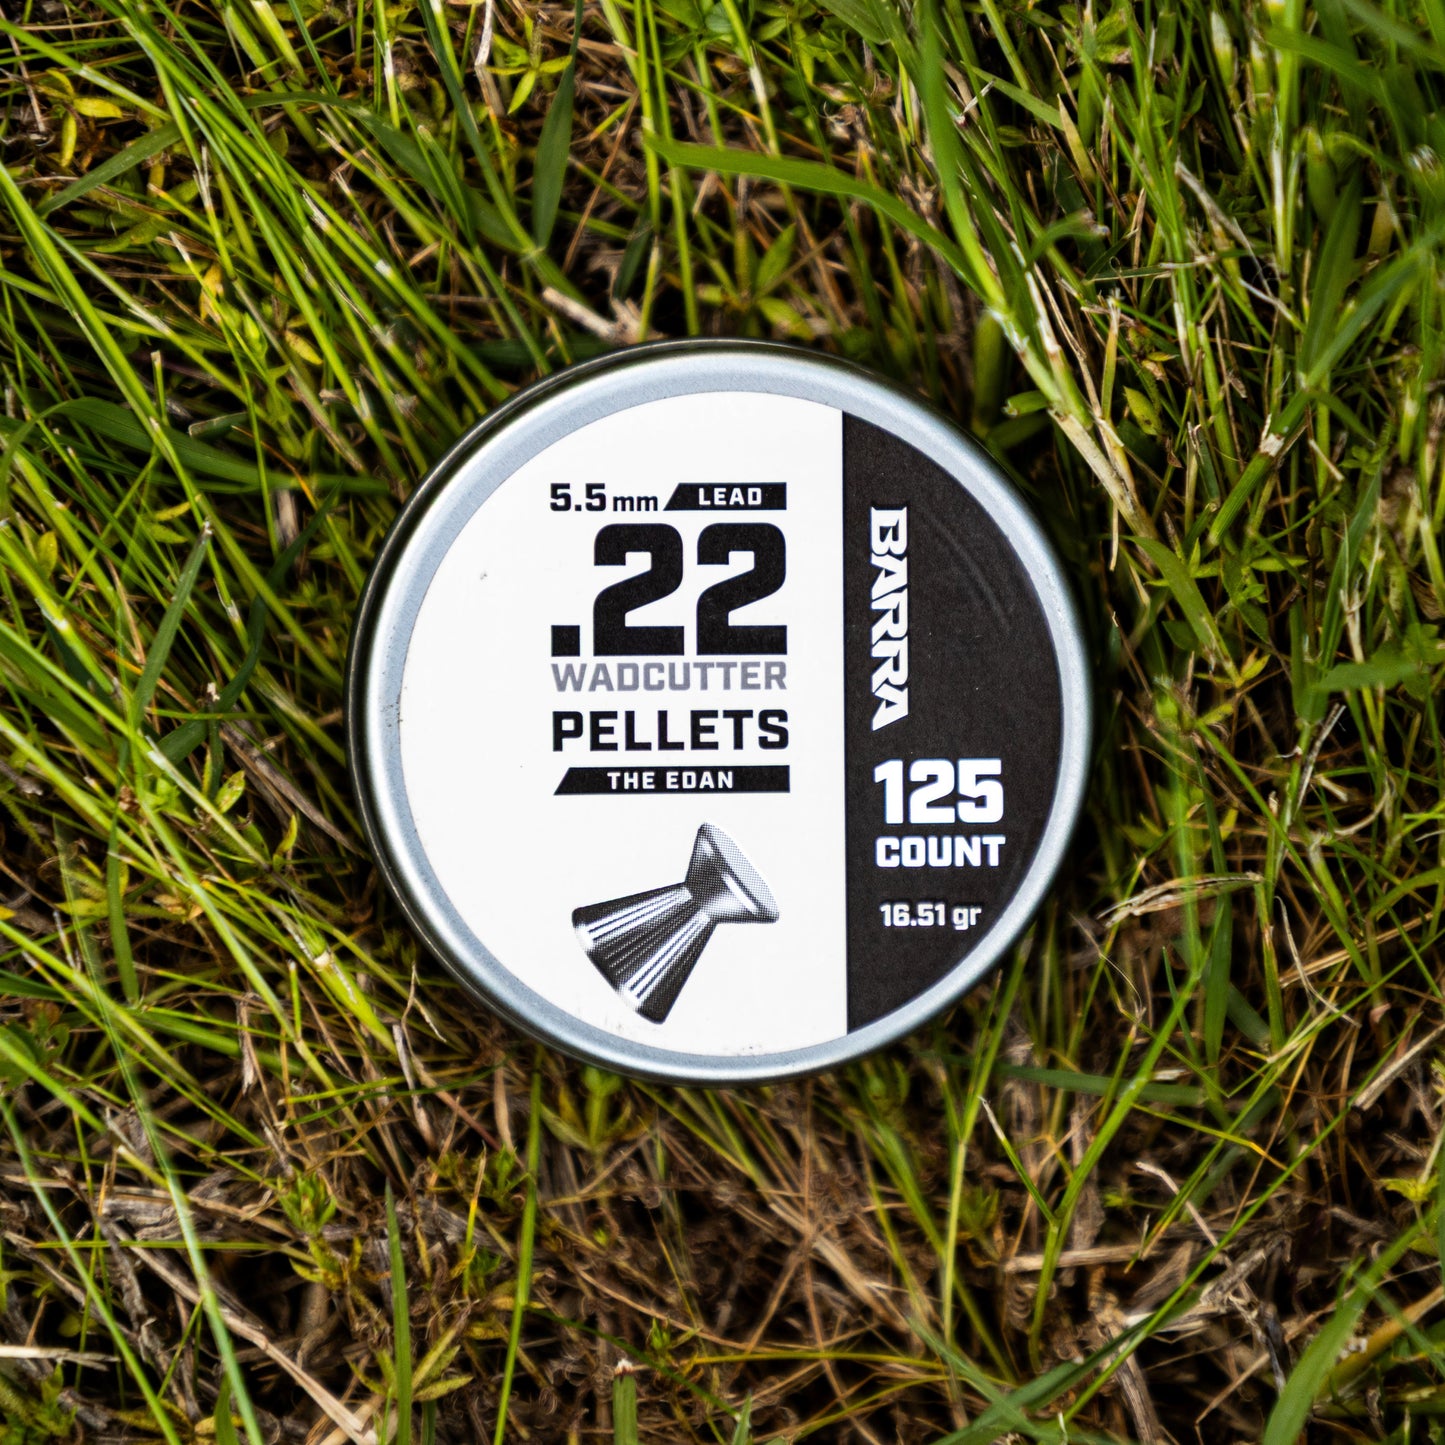 5.5mm LEAD
.22
WADCUTTER
PELLETS
THE EDAN
BARRA
125
COUNT
16.51 gr